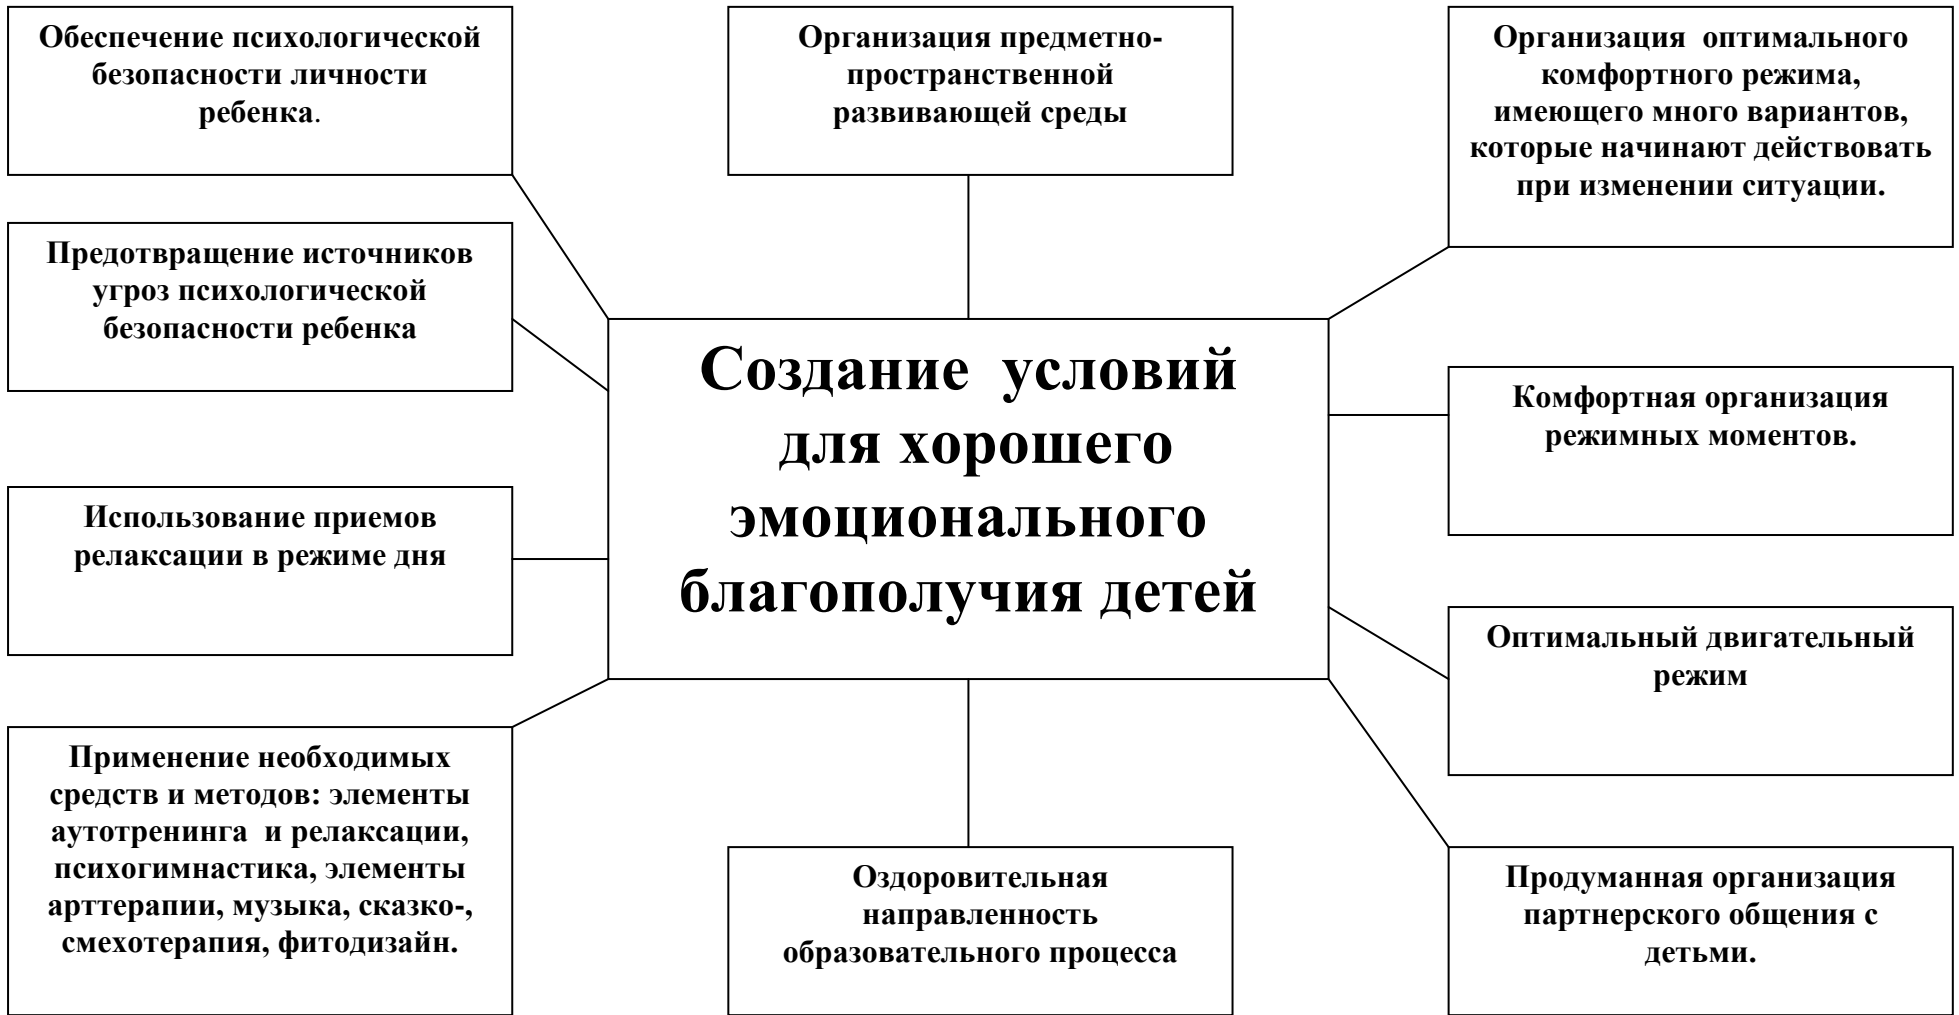 Обеспечение психологической
безопасности личности
ребенка.
Организация предметно-
пространственной
развивающей среды
Организация  оптимального
комфортного режима,
имеющего много вариантов,
которые начинают действовать
при изменении ситуации.
Предотвращение источников
угроз психологической
безопасности ребенка
Создание  условий
для хорошего
эмоционального
благополучия детей
Комфортная организация
режимных моментов.
Использование приемов
релаксации в режиме дня
Оптимальный двигательный
режим
Применение необходимых
средств и методов: элементы
аутотренинга  и релаксации,
психогимнастика, элементы
арттерапии, музыка, сказко-,
смехотерапия, фитодизайн.
Оздоровительная
направленность
образовательного процесса
Продуманная организация
партнерского общения с
детьми.